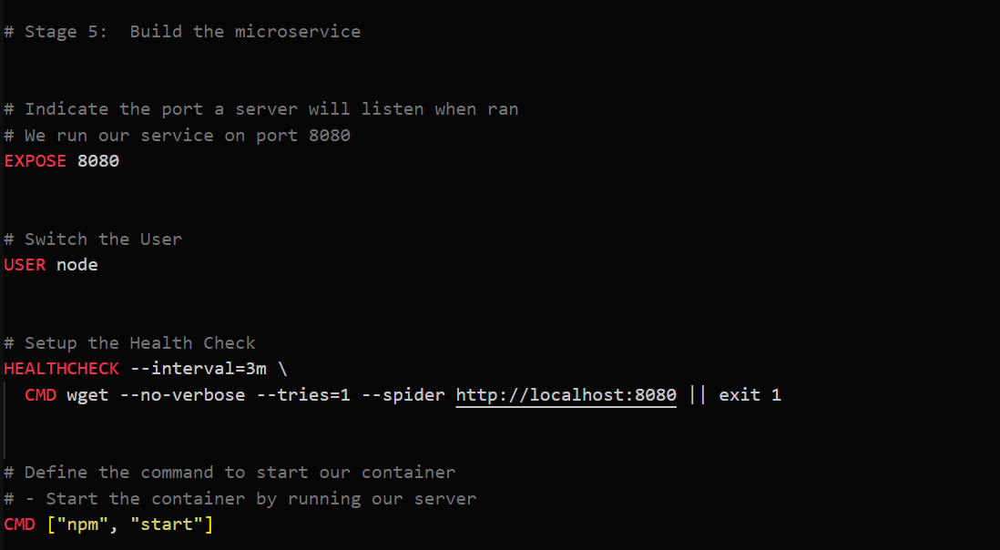 # Stage 5:  Build the microservice
# Indicate the port a server will listen when ran
# We run our service on port 8080
EXPOSE 8080
# Switch the User
USER node
# Setup the Health Check
HEALTHCHECK --interval=3m \
  CMD wget --no-verbose --tries=1 --spider http://localhost:8080 || exit 1
# Define the command to start our container
# - Start the container by running our server
CMD ["npm", "start"]